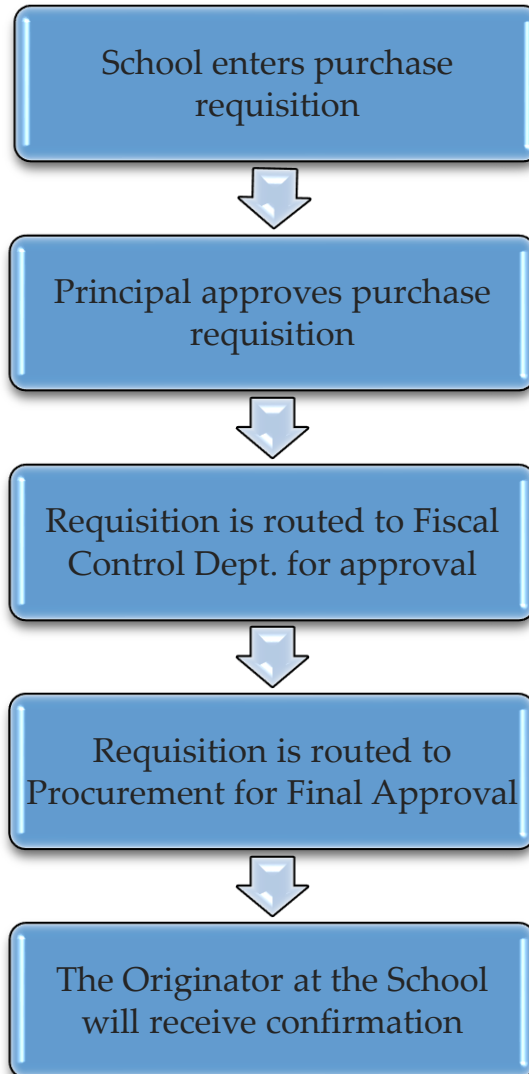 School enters purchase
requisition
Principal approves purchase
requisition
Requisition is routed to Fiscal
Control Dept. for approval
Requisition is routed to
Procurement for Final Approval
The Originator at the School
will receive confirmation